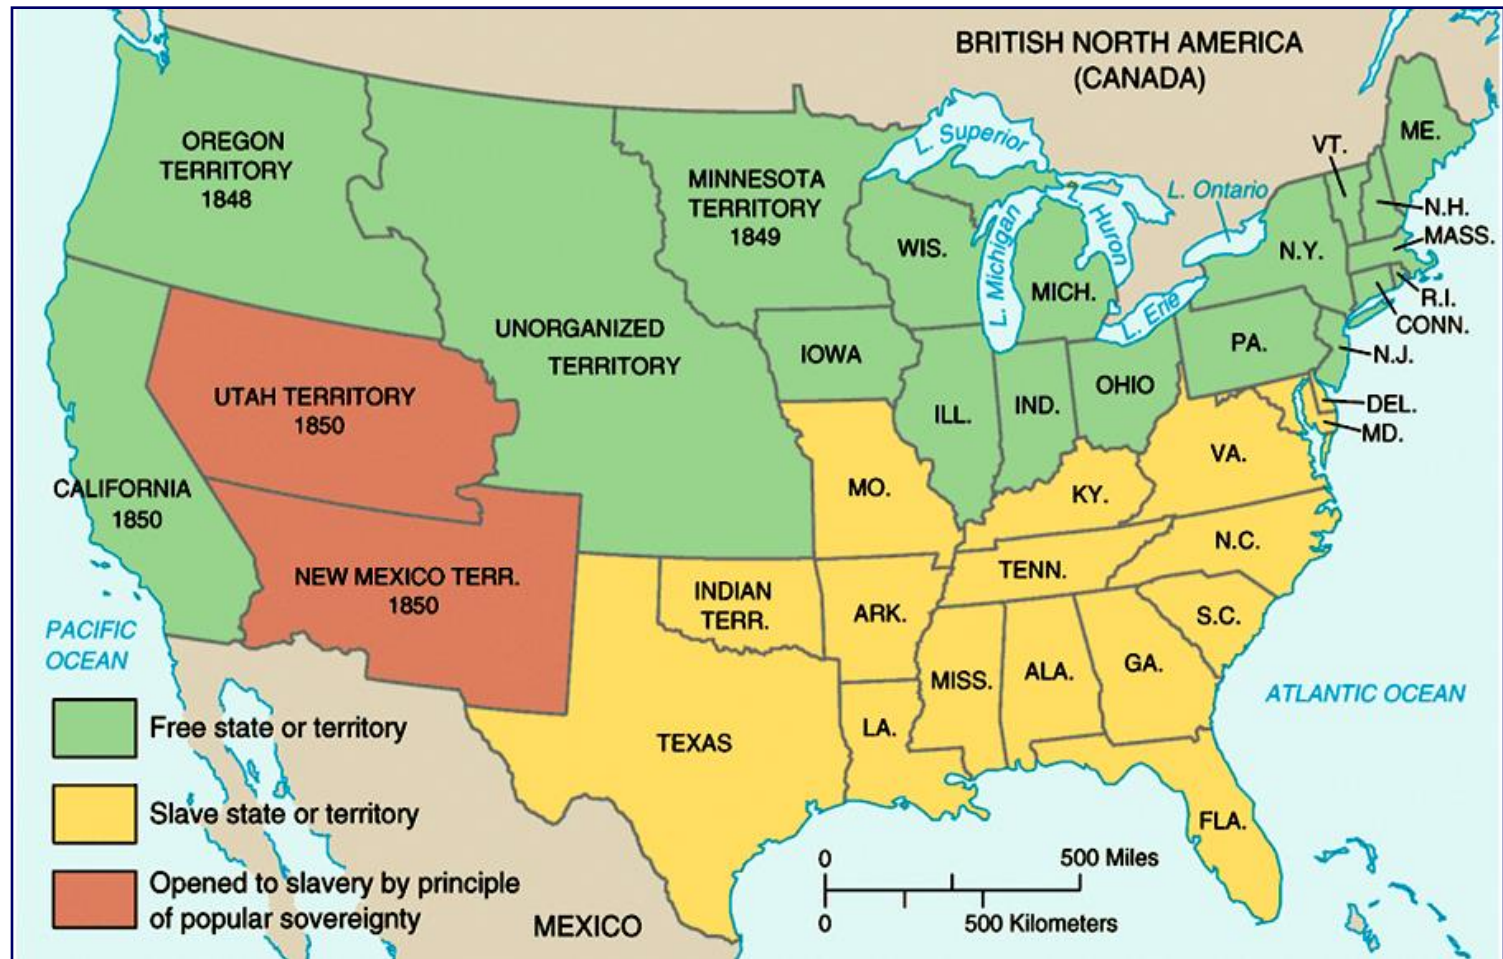 BRITISH NORTH AMERICA
(CANADA)
OREGON
TERRITORY
1848
MINNESOTA
TERRITORY
1849
L. Superior
L. Michigan
L. Huron
L. Ontario
L. Erie
VT.
ME.
N.H.
MASS.
R.I.
CONN.
N.Y.
N.J.
PA.
DEL.
MD.
WIS.
MICH.
UNORGANIZED
TERRITORY
IOWA
ILL.
IND.
OHIO
UTAH TERRITORY
1850
CALIFORNIA
1850
MO.
KY.
VA.
N.C.
TENN.
NEW MEXICO TERR.
1850
INDIAN
TERR.
ARK.
S.C.
MISS.
ALA.
GA.
LA.
TEXAS
FLA.
PACIFIC
OCEAN
ATLANTIC OCEAN
MEXICO
Free state or territory
Slave state or territory
Opened to slavery by principle
of popular sovereignty
0 500 Miles
0 500 Kilometers